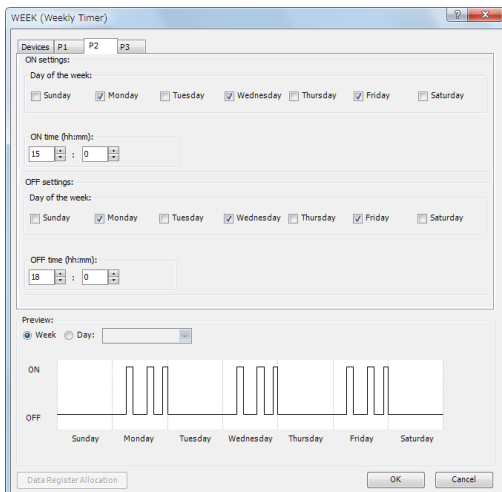 WEEK (Weekly Timer)
Devices P1 P2 P3
ON settings:
Day of the week:
Sunday Monday Tuesday Wednesday Thursday Friday Saturday
ON time (hh:mm):
15 : 0
OFF settings:
Day of the week:
Sunday Monday Tuesday Wednesday Thursday Friday Saturday
OFF time (hh:mm):
18 : 0
Preview:
Week Day:
ON
OFF
Sunday Monday Tuesday Wednesday Thursday Friday Saturday
Data Register Allocation OK Cancel